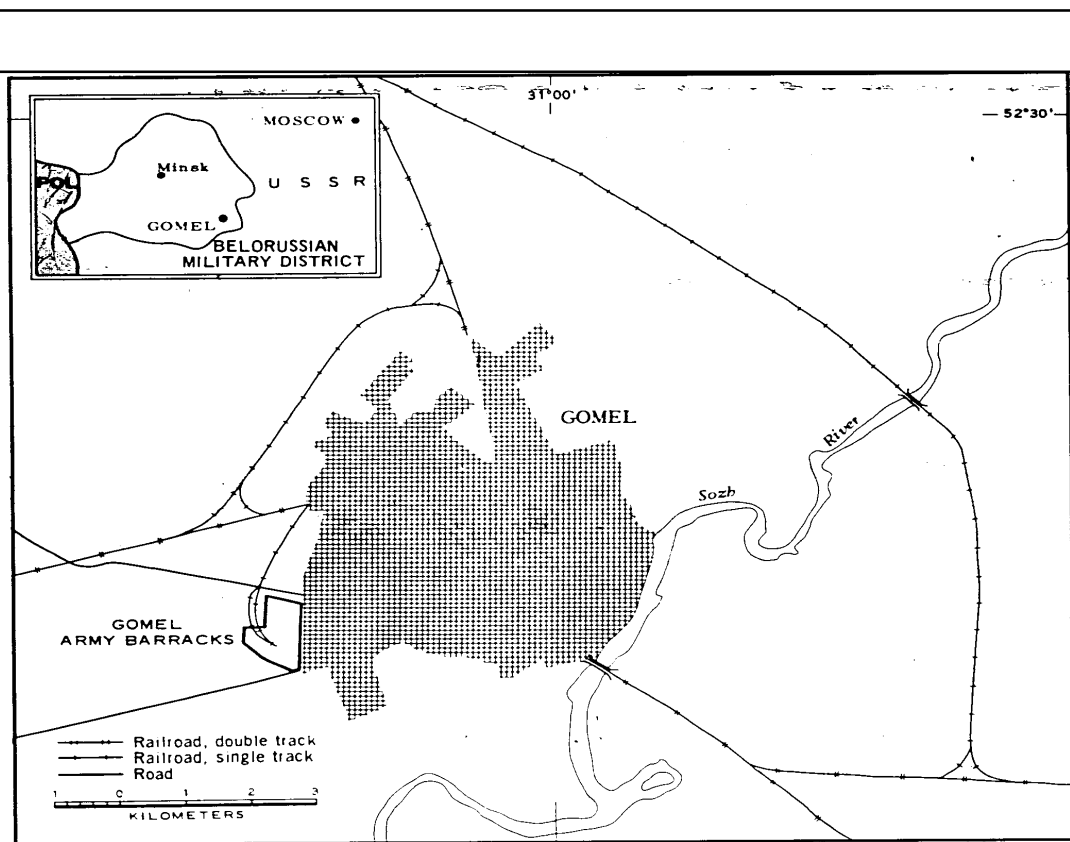 31°00'
52°30'
MOSCOW
Minsk
POL
U S S R
GOMEL
BELORUSSIAN
MILITARY DISTRICT
GOMEL
River
Sozh
GOMEL
ARMY BARRACKS
Railroad, double track
Railroad, single track
Road
1 0 1 2 3
KILOMETERS